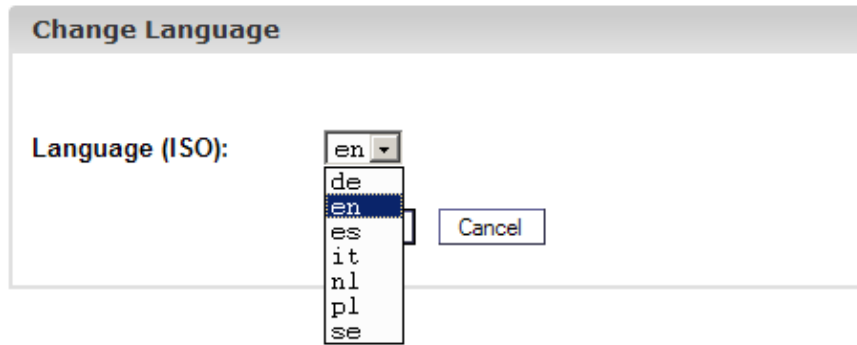 Change Language
Language (ISO): en
de
en
es
Cancel
it
nl
pl
se